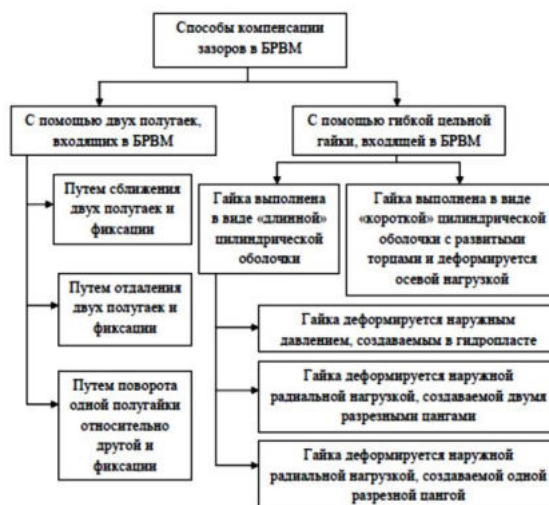 Способы компенсации
зазоров в БРВМ
С помощью двух полугаек,
входящих в БРВМ
С помощью гибкой цельной
гайки, входящей в БРВМ
Путем сближения
двух полугаек и
фиксации
Путем отдаления
двух полугаек и
фиксации
Путем поворота
одной полугайки
относительно
другой и
фиксации
Гайка выполнена
в виде «длинной»
цилиндрической
оболочки
Гайка выполнена в виде
«короткой» цилиндрической
оболочки с развитыми
торцами и деформируется
осевой нагрузкой
Гайка деформируется наружным
давлением, создаваемым в гидропласте
Гайка деформируется наружной
радиальной нагрузкой, создаваемой двумя
разрезными цангами
Гайка деформируется наружной
радиальной нагрузкой, создаваемой одной
разрезной цангой